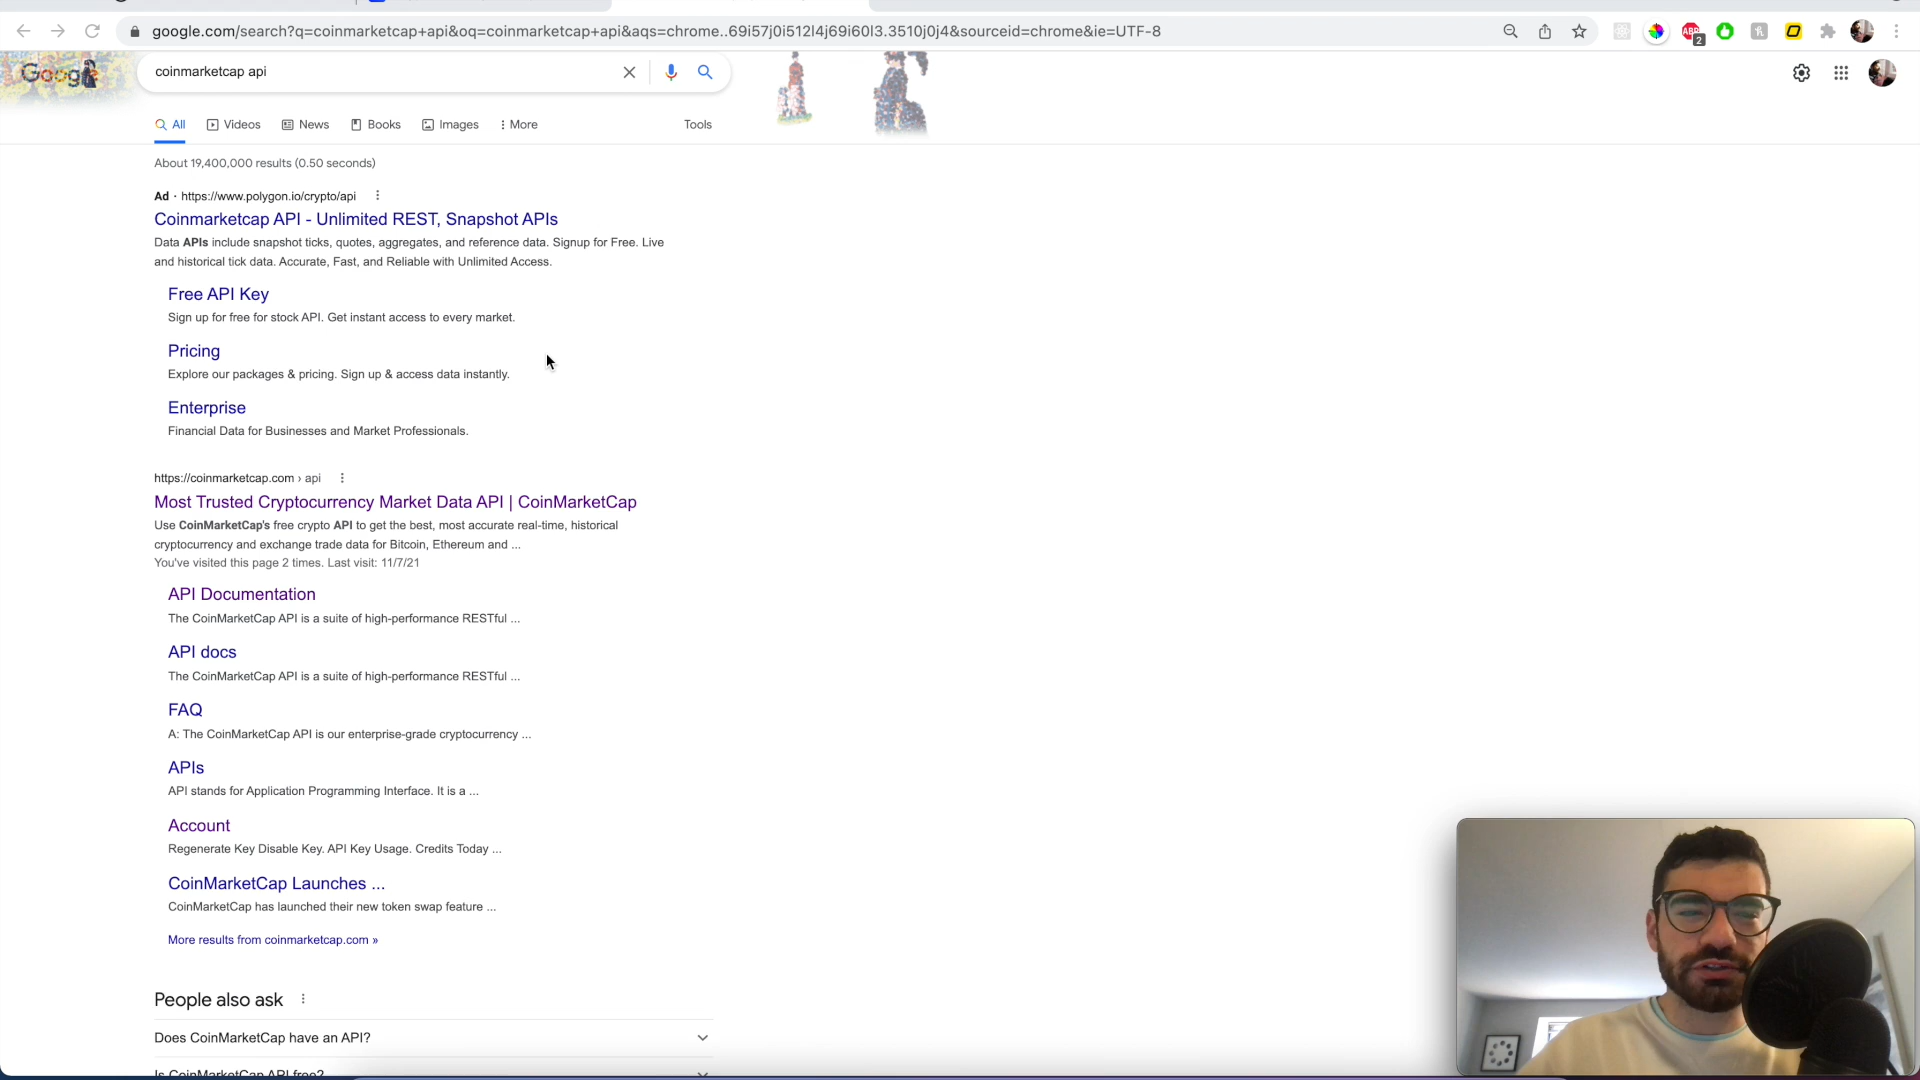 google.com/search?q=coinmarketcap+api&oq=coinmarketcap+api&aqs=chrome..69i57j0i512l4j69i60l3.3510j0j4&sourceid=chrome&ie=UTF-8
ABP
2
Google
coinmarketcap api
All
Videos
News
Books
Images
More
Tools
About 19,400,000 results (0.50 seconds)
Ad · https://www.polygon.io/crypto/api
Coinmarketcap API - Unlimited REST, Snapshot APIs
Data APIs include snapshot ticks, quotes, aggregates, and reference data. Signup for Free. Live
and historical tick data. Accurate, Fast, and Reliable with Unlimited Access.
Free API Key
Sign up for free for stock API. Get instant access to every market.
Pricing
Explore our packages & pricing. Sign up & access data instantly.
Enterprise
Financial Data for Businesses and Market Professionals.
https://coinmarketcap.com › api
Most Trusted Cryptocurrency Market Data API | CoinMarketCap
Use CoinMarketCap's free crypto API to get the best, most accurate real-time, historical
cryptocurrency and exchange trade data for Bitcoin, Ethereum and ...
You've visited this page 2 times. Last visit: 11/7/21
API Documentation
The CoinMarketCap API is a suite of high-performance RESTful ...
API docs
The CoinMarketCap API is a suite of high-performance RESTful ...
FAQ
A: The CoinMarketCap API is our enterprise-grade cryptocurrency ...
APIs
API stands for Application Programming Interface. It is a ...
Account
Regenerate Key Disable Key. API Key Usage. Credits Today ...
CoinMarketCap Launches ...
CoinMarketCap has launched their new token swap feature ...
More results from coinmarketcap.com »
People also ask
Does CoinMarketCap have an API?
Is CoinMarketCap API free?